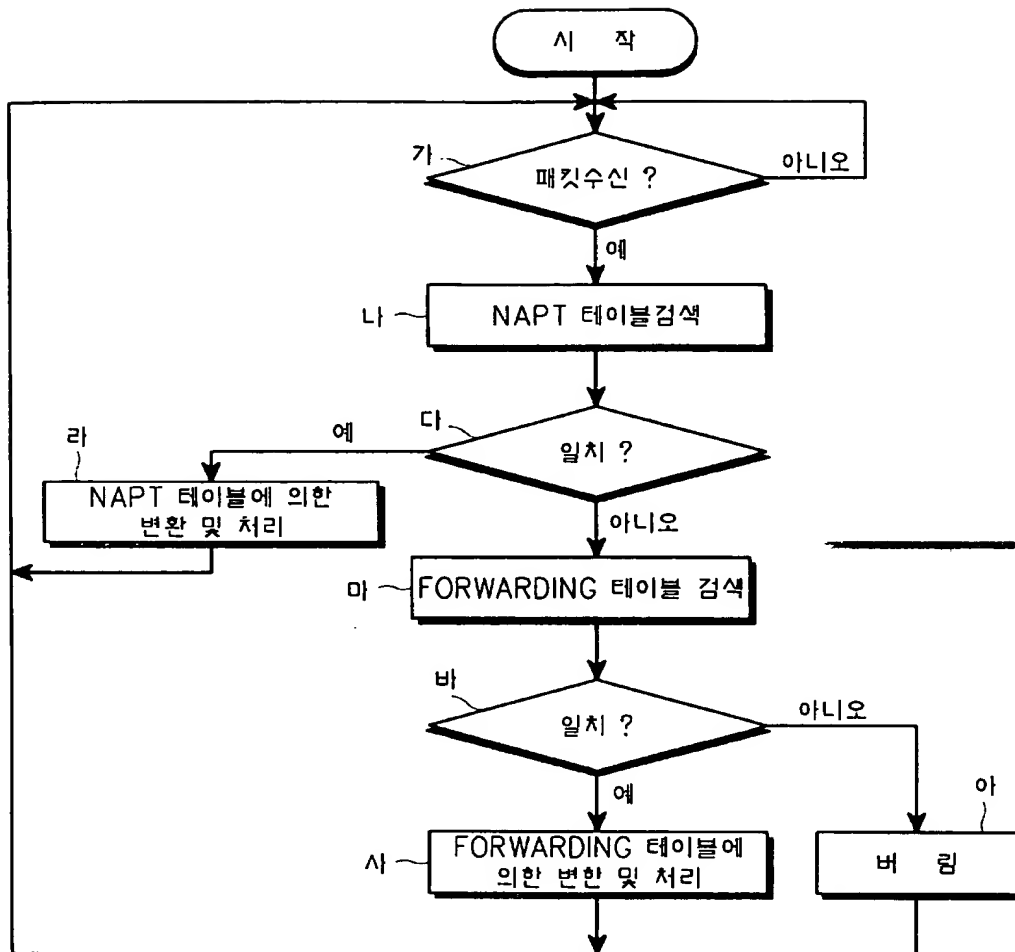 시 작
가
패킷수신 ?
아니오
예
나
NAPT 테이블검색
다
일치 ?
예
라
NAPT 테이블에 의한
변환 및 처리
아니오
마
FORWARDING 테이블 검색
바
일치 ?
아니오
예
사
FORWARDING 테이블에
의한 변한 및 처리
아
버 림